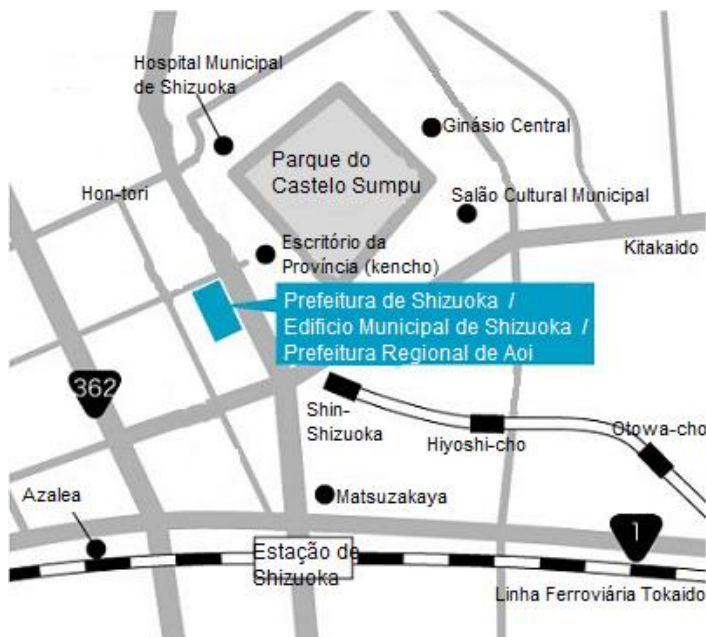 Hospital Municipal
de Shizuoka
Ginásio Central
Parque do
Castelo Sumpu
Hon-tori
Salão Cultural Municipal
Escritório da
Província (kencho)
Kitakaido
Prefeitura de Shizuoka /
Edificio Municipal de Shizuoka /
Prefeitura Regional de Aoi
362
Shin-
Shizuoka
Hiyoshi-cho
Otowa-cho
Azalea
Matsuzakaya
1
Estação de
Shizuoka
Linha Ferroviária Tokaido